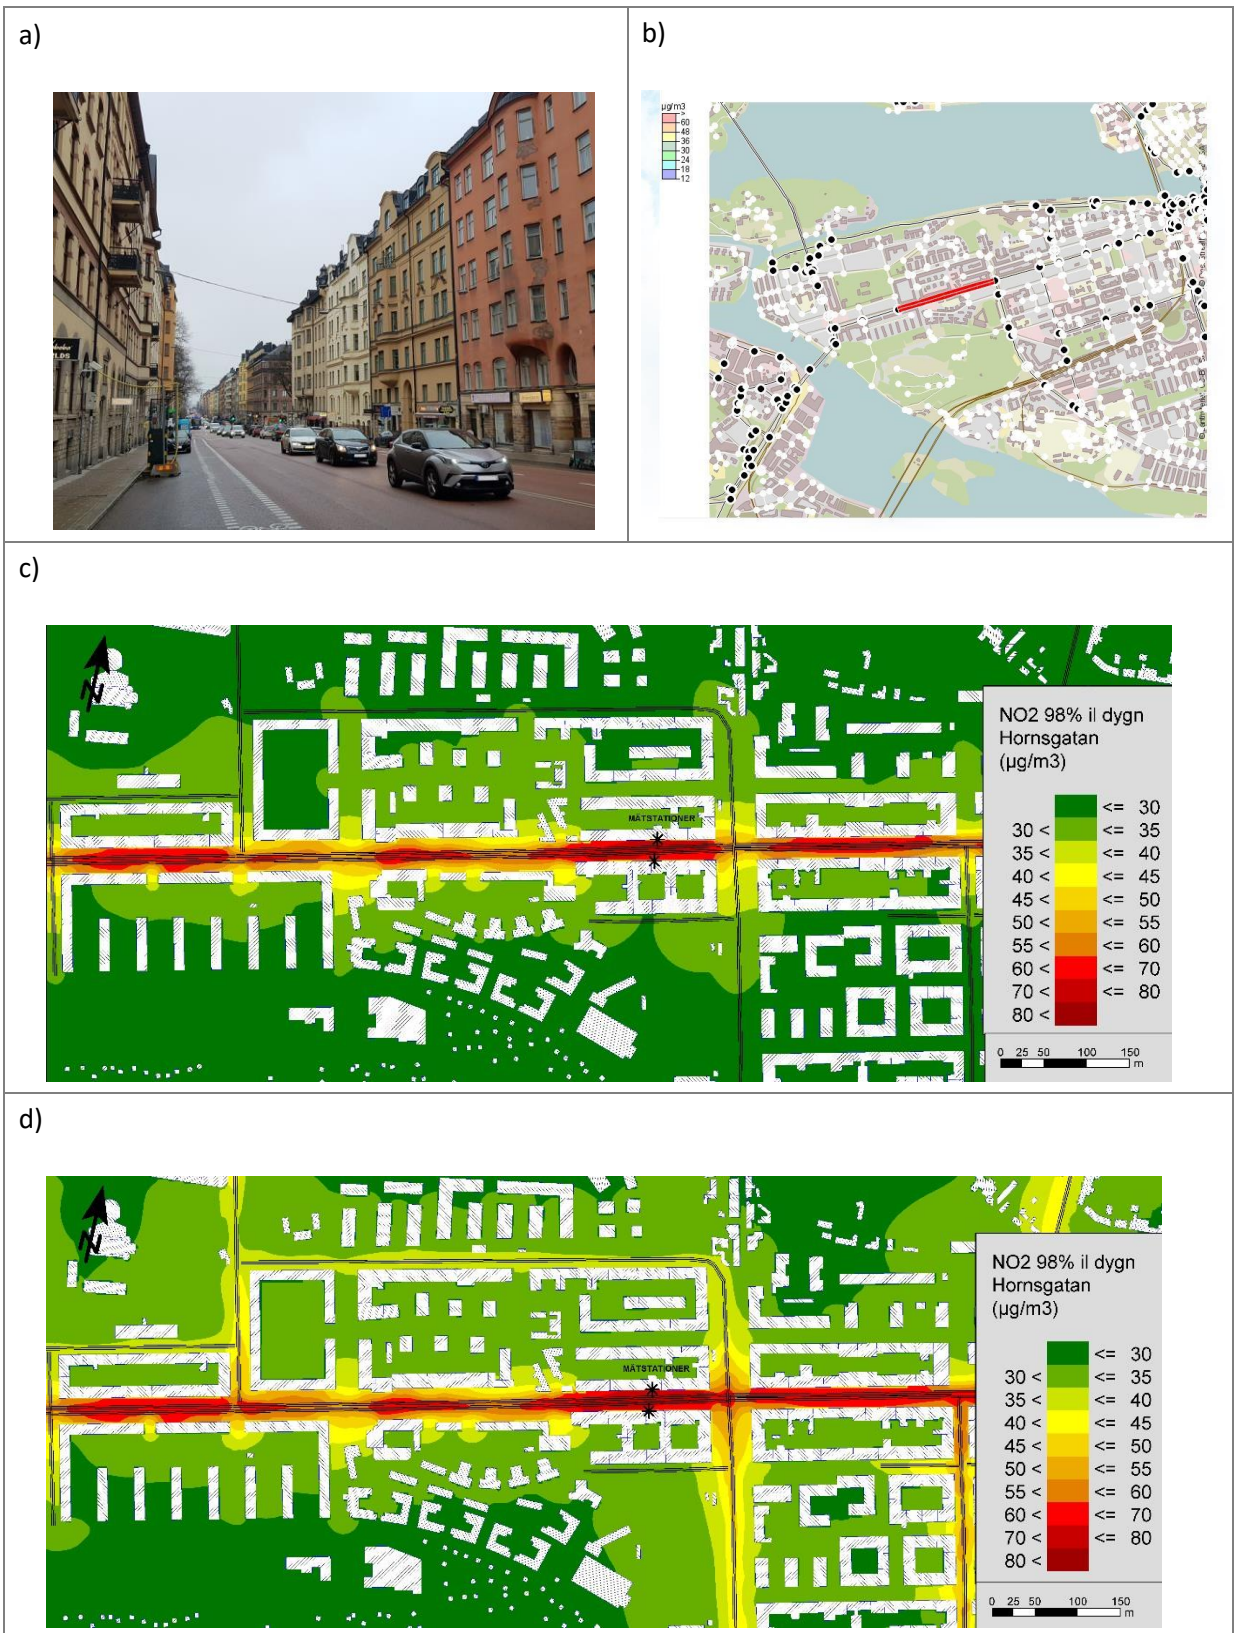 a)
b)
µg/m3
>
60
48
36
30
24
18
12
c)
N
MÄTSTATIONER
NO2 98% il dygn
Hornsgatan
(µg/m3)
<= 30
30 < <= 35
35 < <= 40
40 < <= 45
45 < <= 50
50 < <= 55
55 < <= 60
60 < <= 70
70 < <= 80
80 <
0 25 50 100 150
m
d)
N
MÄTSTATIONER
NO2 98% il dygn
Hornsgatan
(µg/m3)
<= 30
30 < <= 35
35 < <= 40
40 < <= 45
45 < <= 50
50 < <= 55
55 < <= 60
60 < <= 70
70 < <= 80
80 <
0 25 50 100 150
m